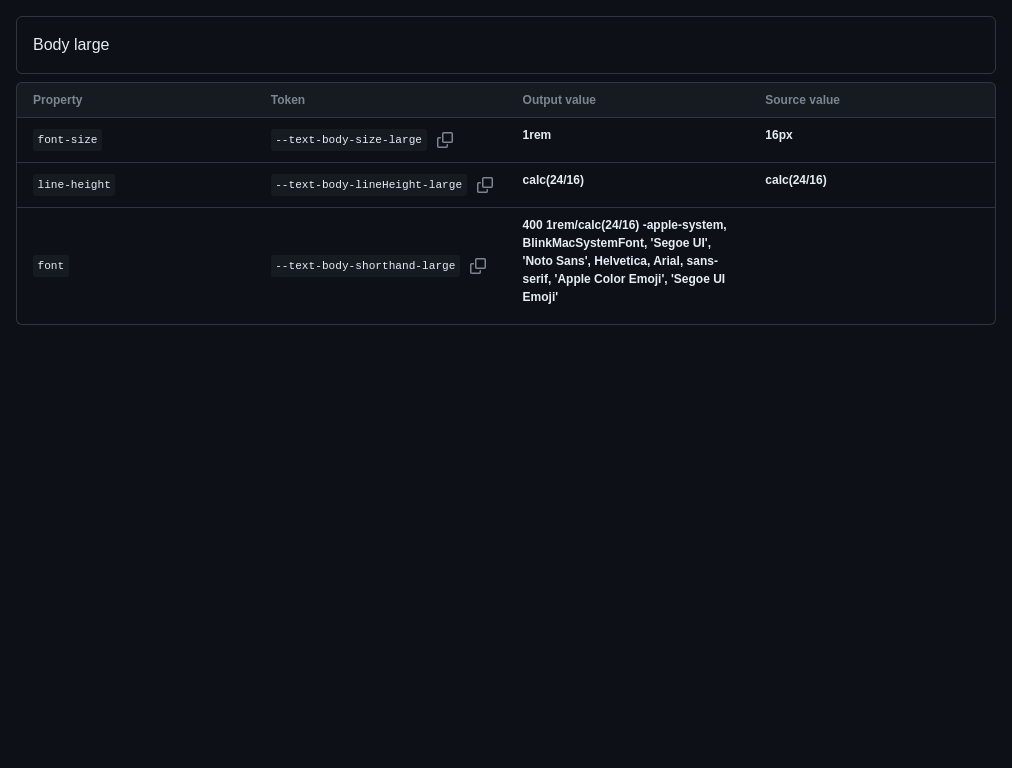 Body large
Property Token Output value Source value
font-size --text-body-size-large 1rem 16px
line-height --text-body-lineHeight-large calc(24/16) calc(24/16)
400 1rem/calc(24/16) -apple-system,
BlinkMacSystemFont, 'Segoe UI',
font --text-body-shorthand-large 'Noto Sans', Helvetica, Arial, sans-
serif, 'Apple Color Emoji', 'Segoe UI
Emoji'